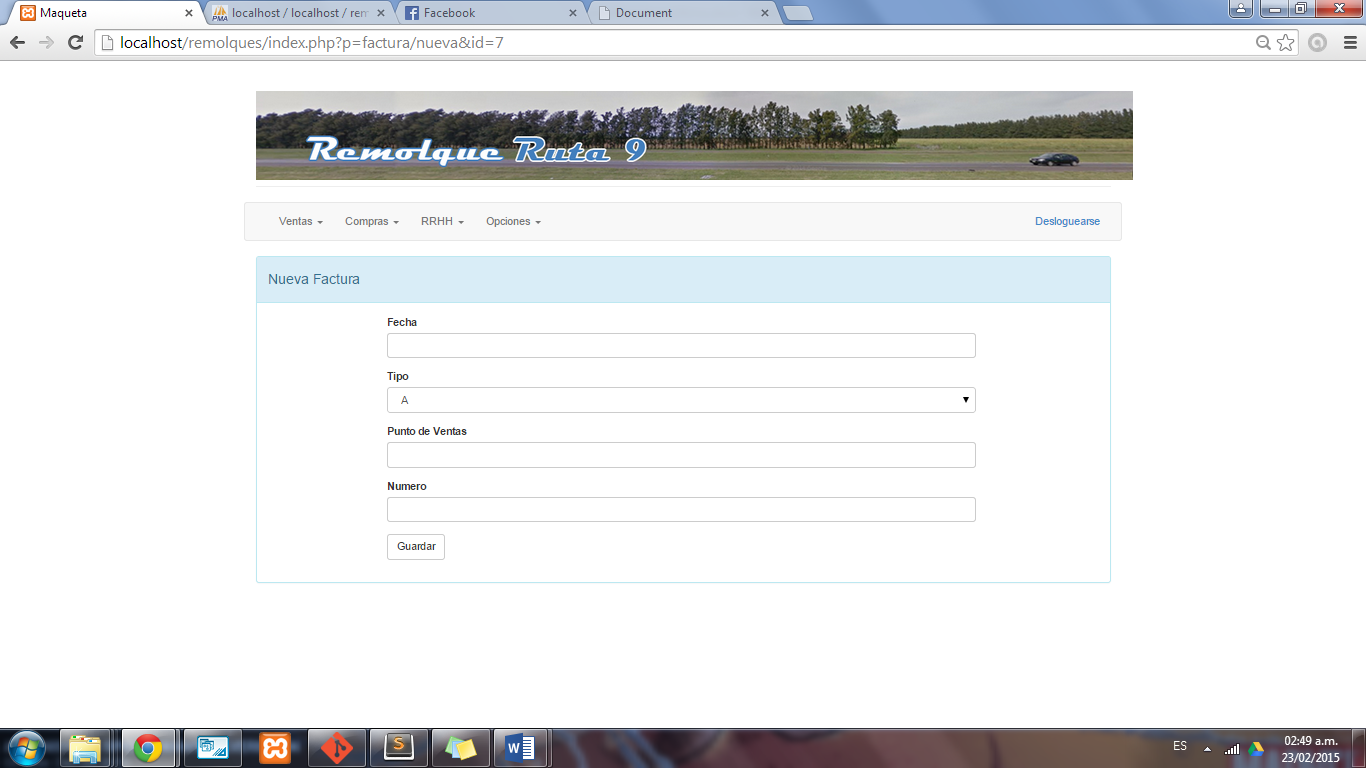 Maqueta
localhost / localhost / rem
Facebook
Document
localhost/remolques/index.php?p=factura/nueva&id=7
Remolque Ruta 9
Ventas Compras RRHH Opciones Desloguearse
Nueva Factura
Fecha
Tipo
A
Punto de Ventas
Numero
Guardar
ES
02:49 a.m.
23/02/2015